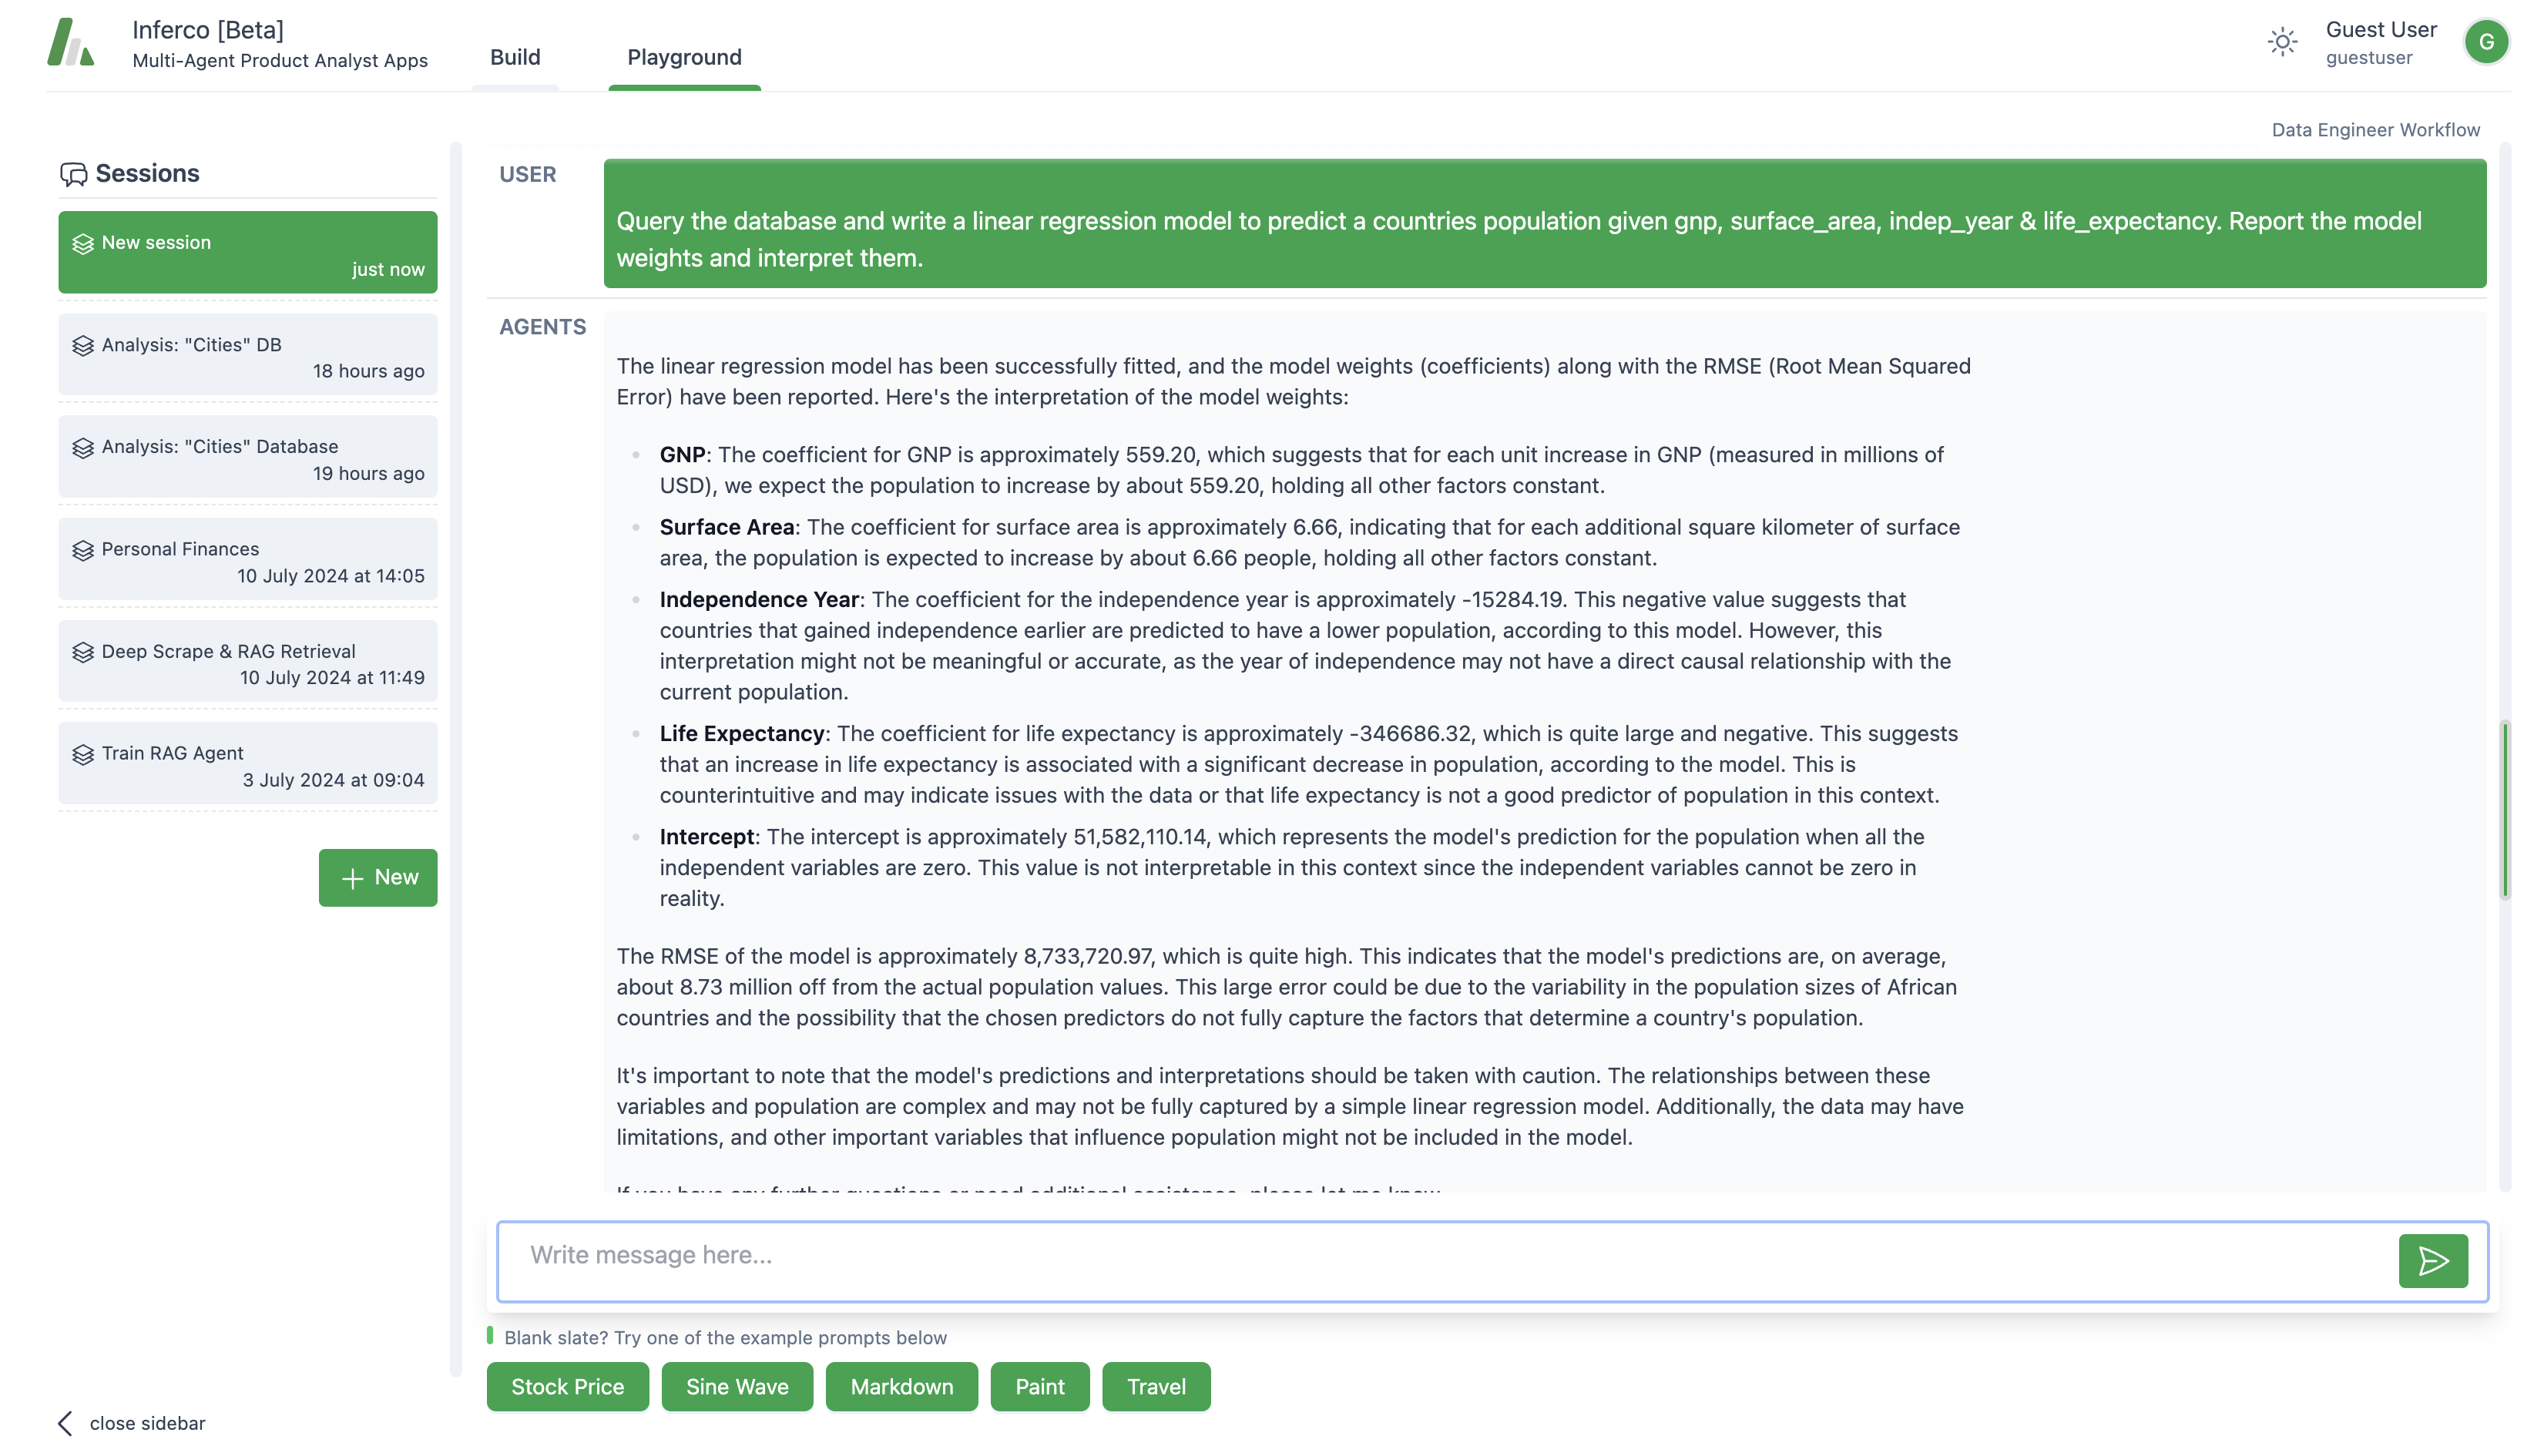 Inferco [Beta]
Multi-Agent Product Analyst Apps
Build
Playground
Guest User
guestuser
G
Data Engineer Workflow
Sessions
New session
just now
Analysis: "Cities" DB
18 hours ago
Analysis: "Cities" Database
19 hours ago
Personal Finances
10 July 2024 at 14:05
Deep Scrape & RAG Retrieval
10 July 2024 at 11:49
Train RAG Agent
3 July 2024 at 09:04
New
close sidebar
USER
Query the database and write a linear regression model to predict a countries population given gnp, surface_area, indep_year & life_expectancy. Report the model
weights and interpret them.
AGENTS
The linear regression model has been successfully fitted, and the model weights (coefficients) along with the RMSE (Root Mean Squared
Error) have been reported. Here's the interpretation of the model weights:
GNP: The coefficient for GNP is approximately 559.20, which suggests that for each unit increase in GNP (measured in millions of
USD), we expect the population to increase by about 559.20, holding all other factors constant.
Surface Area: The coefficient for surface area is approximately 6.66, indicating that for each additional square kilometer of surface
area, the population is expected to increase by about 6.66 people, holding all other factors constant.
Independence Year: The coefficient for the independence year is approximately -15284.19. This negative value suggests that
countries that gained independence earlier are predicted to have a lower population, according to this model. However, this
interpretation might not be meaningful or accurate, as the year of independence may not have a direct causal relationship with the
current population.
Life Expectancy: The coefficient for life expectancy is approximately -346686.32, which is quite large and negative. This suggests
that an increase in life expectancy is associated with a significant decrease in population, according to the model. This is
counterintuitive and may indicate issues with the data or that life expectancy is not a good predictor of population in this context.
Intercept: The intercept is approximately 51,582,110.14, which represents the model's prediction for the population when all the
independent variables are zero. This value is not interpretable in this context since the independent variables cannot be zero in
reality.
The RMSE of the model is approximately 8,733,720.97, which is quite high. This indicates that the model's predictions are, on average,
about 8.73 million off from the actual population values. This large error could be due to the variability in the population sizes of African
countries and the possibility that the chosen predictors do not fully capture the factors that determine a country's population.
It's important to note that the model's predictions and interpretations should be taken with caution. The relationships between these
variables and population are complex and may not be fully captured by a simple linear regression model. Additionally, the data may have
limitations, and other important variables that influence population might not be included in the model.
If you have any further questions or need additional assistance, please let me know
Write message here...
Blank slate? Try one of the example prompts below
Stock Price
Sine Wave
Markdown
Paint
Travel